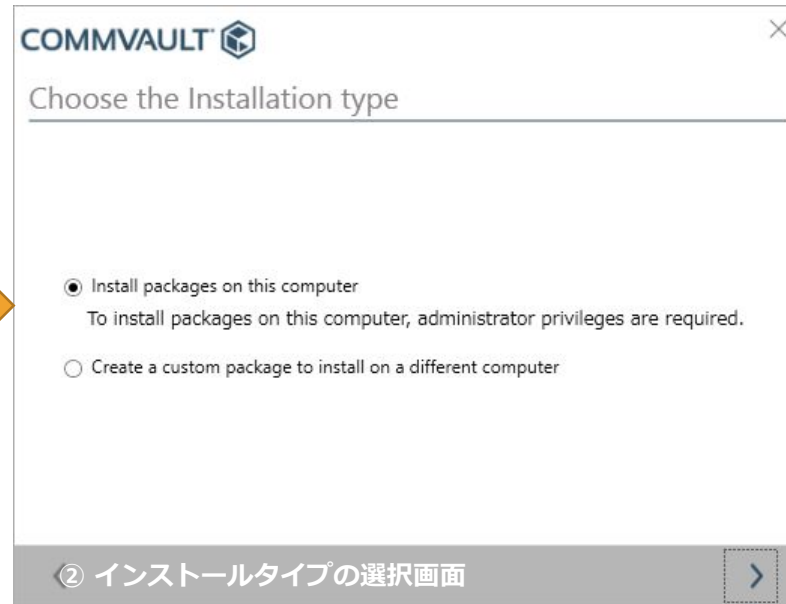 COMMVAULT
Choose the Installation type
Install packages on this computer
To install packages on this computer, administrator privileges are required.
Create a custom package to install on a different computer
② インストールタイプの選択画面